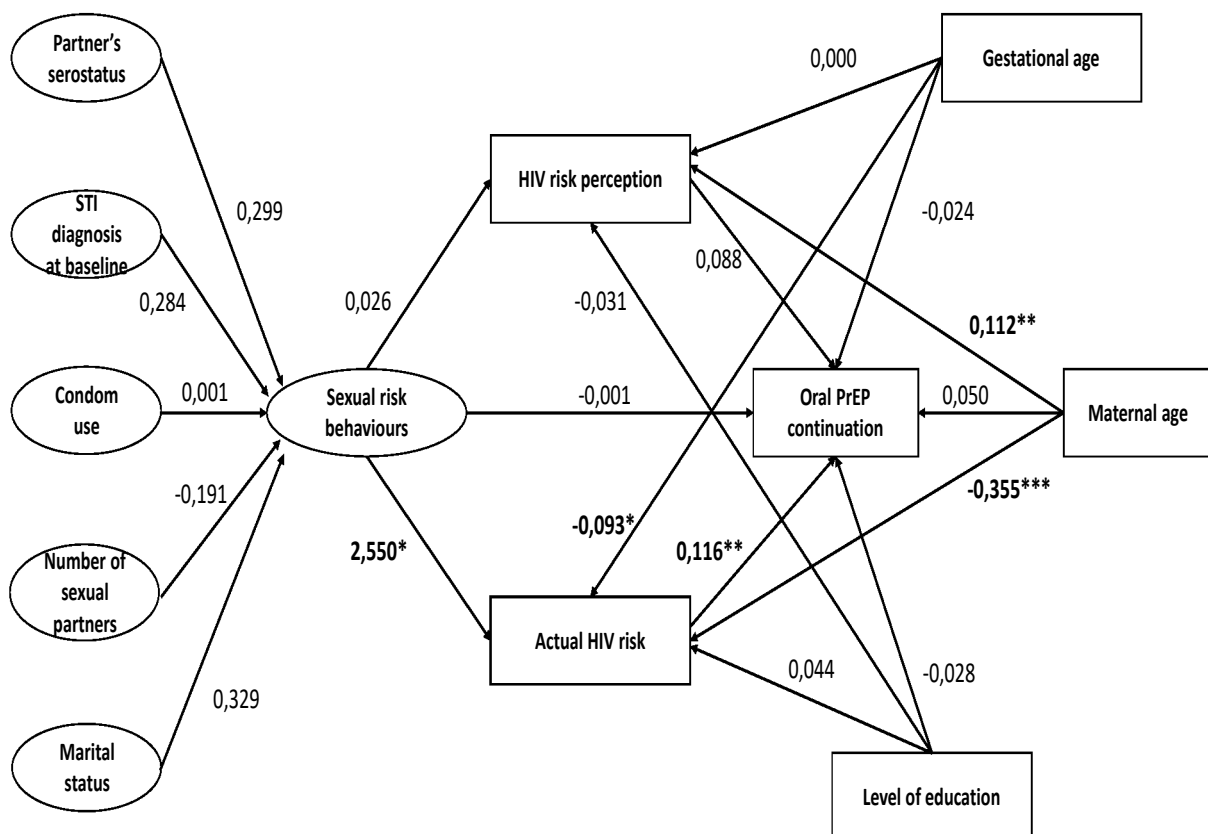 Partner's
serostatus
Gestational age
0,000
HIV risk perception
STI
diagnosis
at baseline
0,299
-0,024
0,284
0,026
-0,031
0,088
0,112**
Condom
use
0,001
Sexual risk
behaviours
-0,001
Oral PrEP
continuation
0,050
Maternal age
-0,191
-0,355***
2,550*
-0,093*
0,116**
Number of
sexual
partners
Actual HIV risk
0,044
-0,028
0,329
Marital
status
Level of education